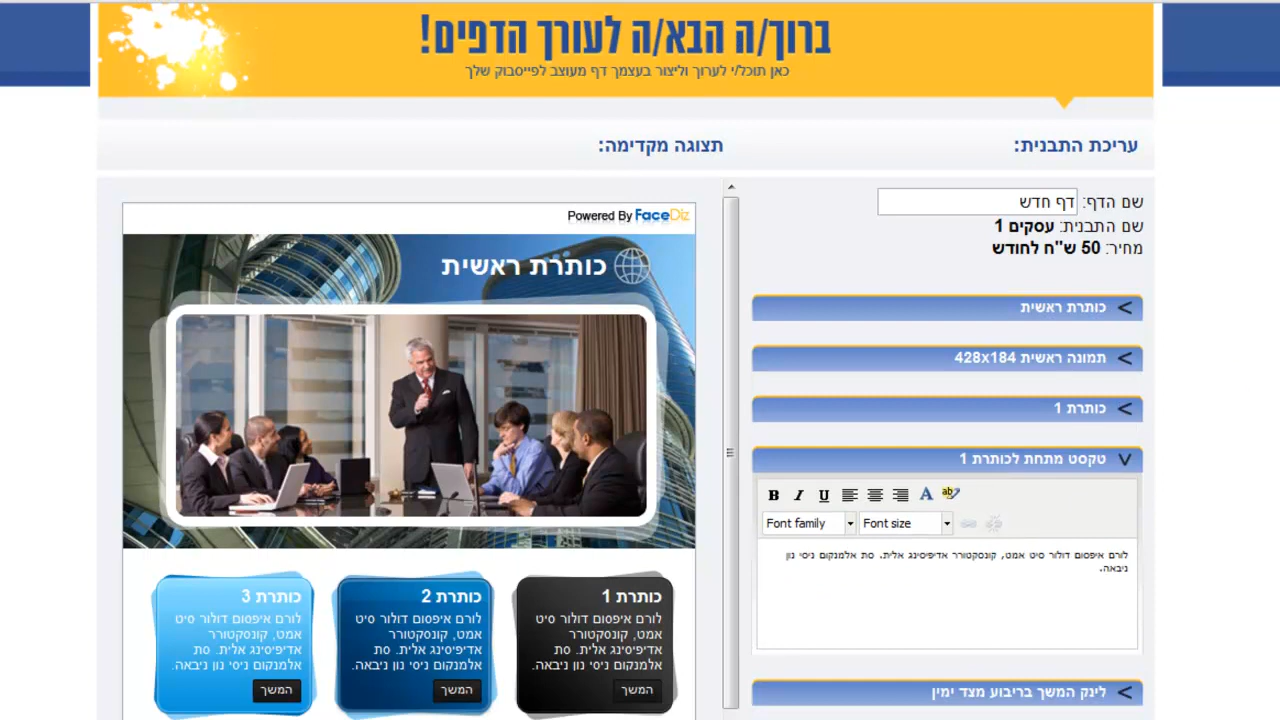 ברוך/ה הבא/ה לעורך הדפים!
כאן תוכל/י לערוך וליצור בעצמך דף מעוצב לפייסבוק שלך
עריכת התבנית:
שם הדף: דף חדש
שם התבנית: עסקים 1
מחיר: 50 ש"ח לחודש
כותרת ראשית
תמונה ראשית 428x184
כותרת 1
טקסט מתחת לכותרת 1
B I U A ab
Font family Font size
לורם איפסום דולור סיט אמט, קונסקטורר אדיפיסינג אלית. סת אלמנקום ניסי נון
ניבאה.
לינק המשך בריבוע מצד ימין
תצוגה מקדימה:
Powered By FaceDiz
כותרת ראשית
כותרת 1
לורם איפסום דולור סיט
אמט, קונסקטורר
אדיפיסינג אלית. סת
אלמנקום ניסי נון ניבאה.
המשך
כותרת 2
לורם איפסום דולור סיט
אמט, קונסקטורר
אדיפיסינג אלית. סת
אלמנקום ניסי נון ניבאה.
המשך
כותרת 3
לורם איפסום דולור סיט
אמט, קונסקטורר
אדיפיסינג אלית. סת
אלמנקום ניסי נון ניבאה.
המשך